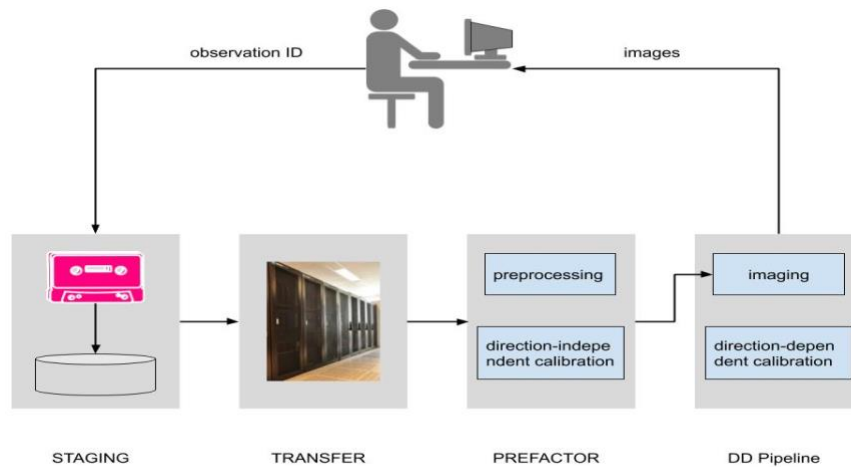 observation ID
images
preprocessing
imaging
direction-indepe
ndent calibration
direction-depen
dent calibration
STAGING
TRANSFER
PREFACTOR
DD Pipeline